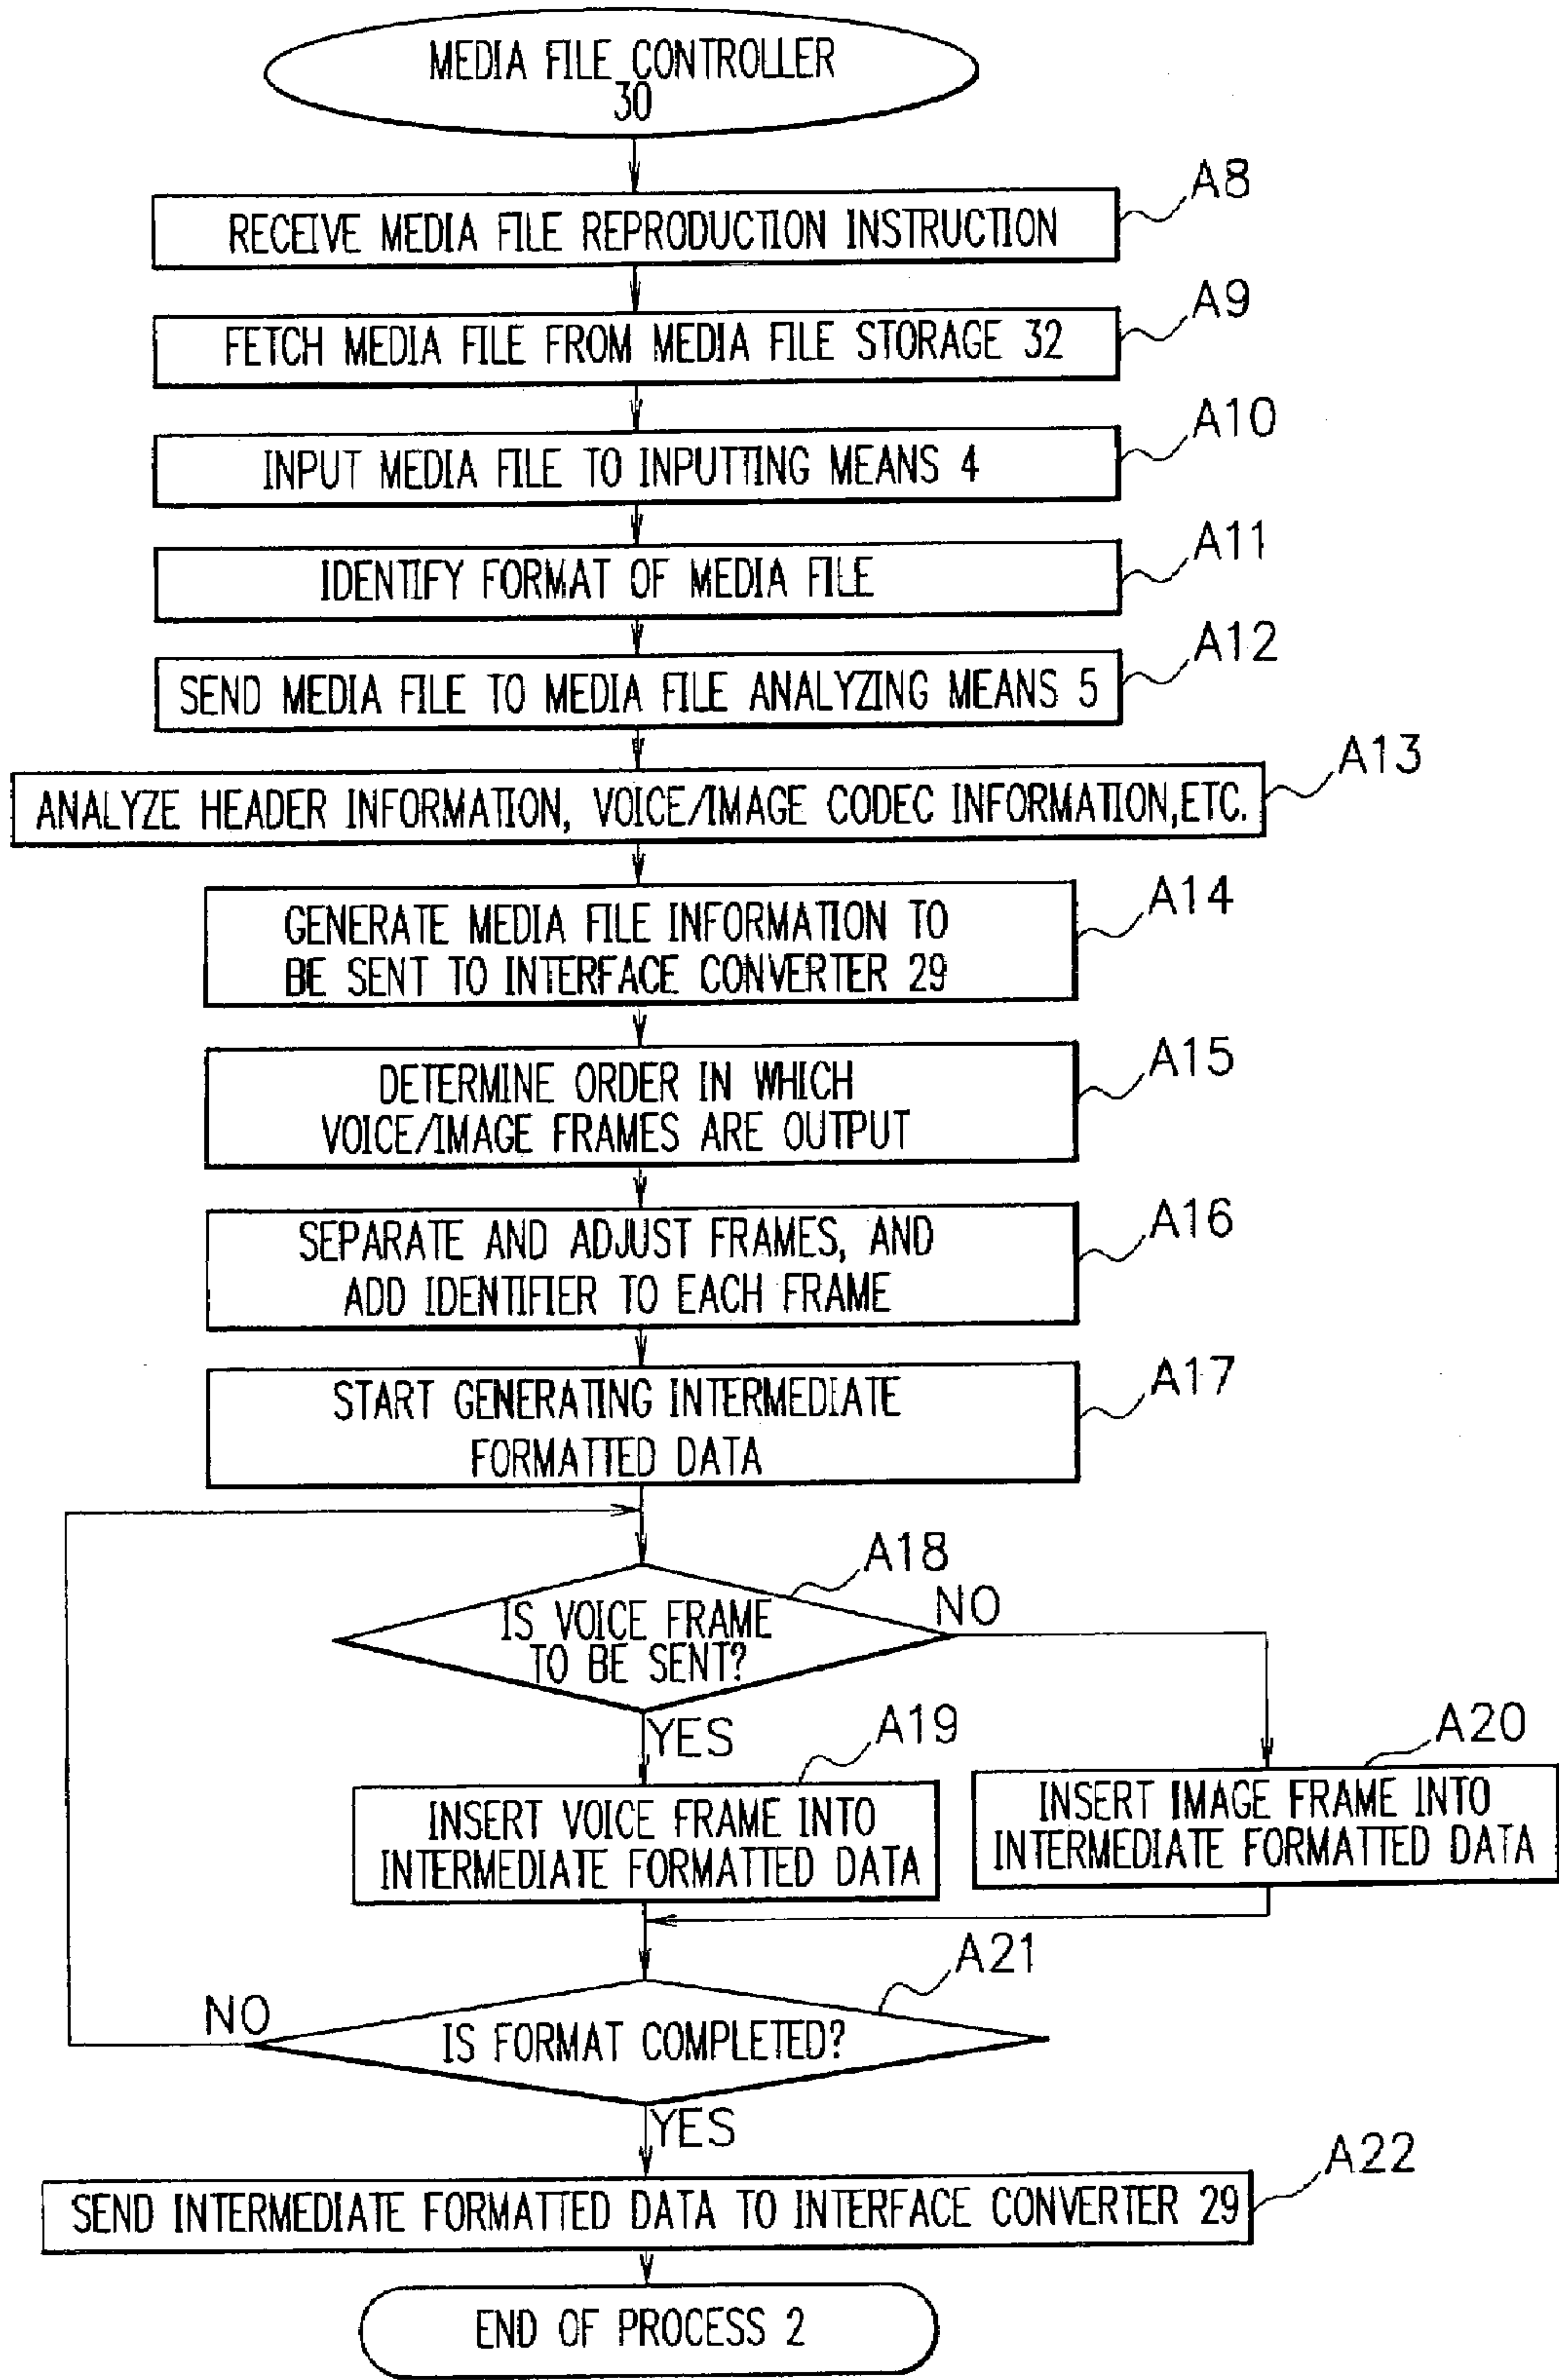 MEDIA FILE CONTROLLER
30
A8
RECEIVE MEDIA FILE REPRODUCTION INSTRUCTION
A9
FETCH MEDIA FILE FROM MEDIA FILE STORAGE 32
A10
INPUT MEDIA FILE TO INPUTTING MEANS 4
A11
IDENTIFY FORMAT OF MEDIA FILE
A12
SEND MEDIA FILE TO MEDIA FILE ANALYZING MEANS 5
A13
ANALYZE HEADER INFORMATION, VOICE/IMAGE CODEC INFORMATION,ETC.
A14
GENERATE MEDIA FILE INFORMATION TO
BE SENT TO INTERFACE CONVERTER 29
A15
DETERMINE ORDER IN WHICH
VOICE/IMAGE FRAMES ARE OUTPUT
A16
SEPARATE AND ADJUST FRAMES, AND
ADD IDENTIFIER TO EACH FRAME
A17
START GENERATING INTERMEDIATE
FORMATTED DATA
A18
IS VOICE FRAME
TO BE SENT?
NO
YES
A19
INSERT VOICE FRAME INTO
INTERMEDIATE FORMATTED DATA
A20
INSERT IMAGE FRAME INTO
INTERMEDIATE FORMATTED DATA
A21
NO
IS FORMAT COMPLETED?
YES
A22
SEND INTERMEDIATE FORMATTED DATA TO INTERFACE CONVERTER 29
END OF PROCESS 2